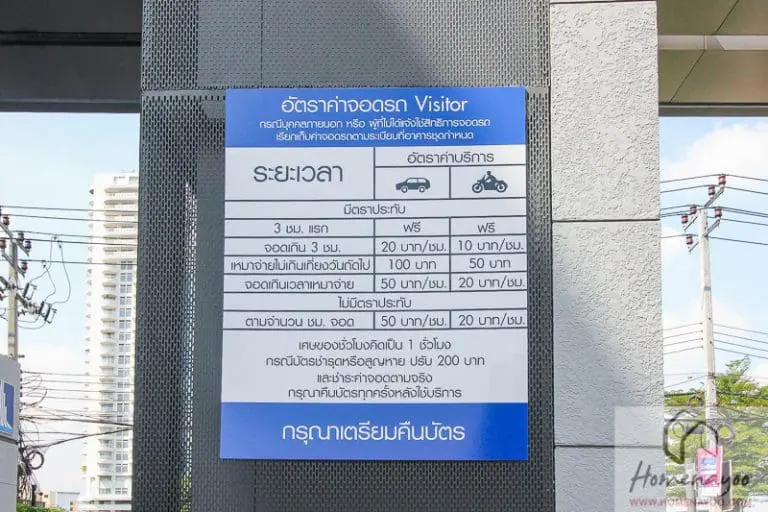 อัตราค่าจอดรถ Visitor
กรณีบุคคลภายนอก หรือ ผู้ที่ไม่ได้แจ้งใช้สิทธิการจอดรถ
เรียกเก็บค่าจอดรถตามระเบียบที่อาคารชุดกำหนด
ระยะเวลา
อัตราค่าบริการ
มีตราประทับ
3 ชม. แรก ฟรี ฟรี
จอดเกิน 3 ชม. 20 บาท/ชม. 10 บาท/ชม.
เหมาจ่ายไม่เกินเที่ยงวันถัดไป 100 บาท 50 บาท
จอดเกินเวลาเหมาจ่าย 50 บาท/ชม. 20 บาท/ชม.
ไม่มีตราประทับ
ตามจำนวน ชม. จอด 50 บาท/ชม. 20 บาท/ชม.
เศษของชั่วโมงคิดเป็น 1 ชั่วโมง
กรณีบัตรชำรุดหรือสูญหาย ปรับ 200 บาท
และชำระค่าจอดตามจริง
กรุณาคืนบัตรทุกครั้งหลังใช้บริการ
กรุณาเตรียมคืนบัตร
Homenayoo
WWW.HOMENAYOO.COM